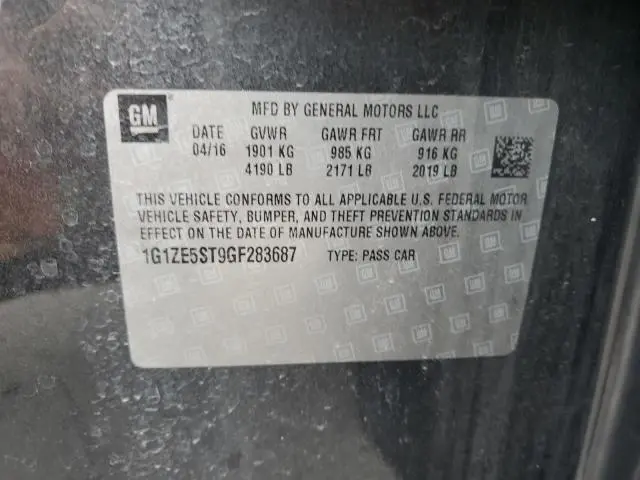 GM
MFD BY GENERAL MOTORS LLC
DATE GVWR GAWR FRT GAWR RR
04/16 1901 KG 985 KG 916 KG
4190 LB 2171 LB 2019 LB
THIS VEHICLE CONFORMS TO ALL APPLICABLE U.S. FEDERAL MOTOR
VEHICLE SAFETY, BUMPER, AND THEFT PREVENTION STANDARDS IN
EFFECT ON THE DATE OF MANUFACTURE SHOWN ABOVE.
1G1ZE5ST9GF283687 TYPE: PASS CAR